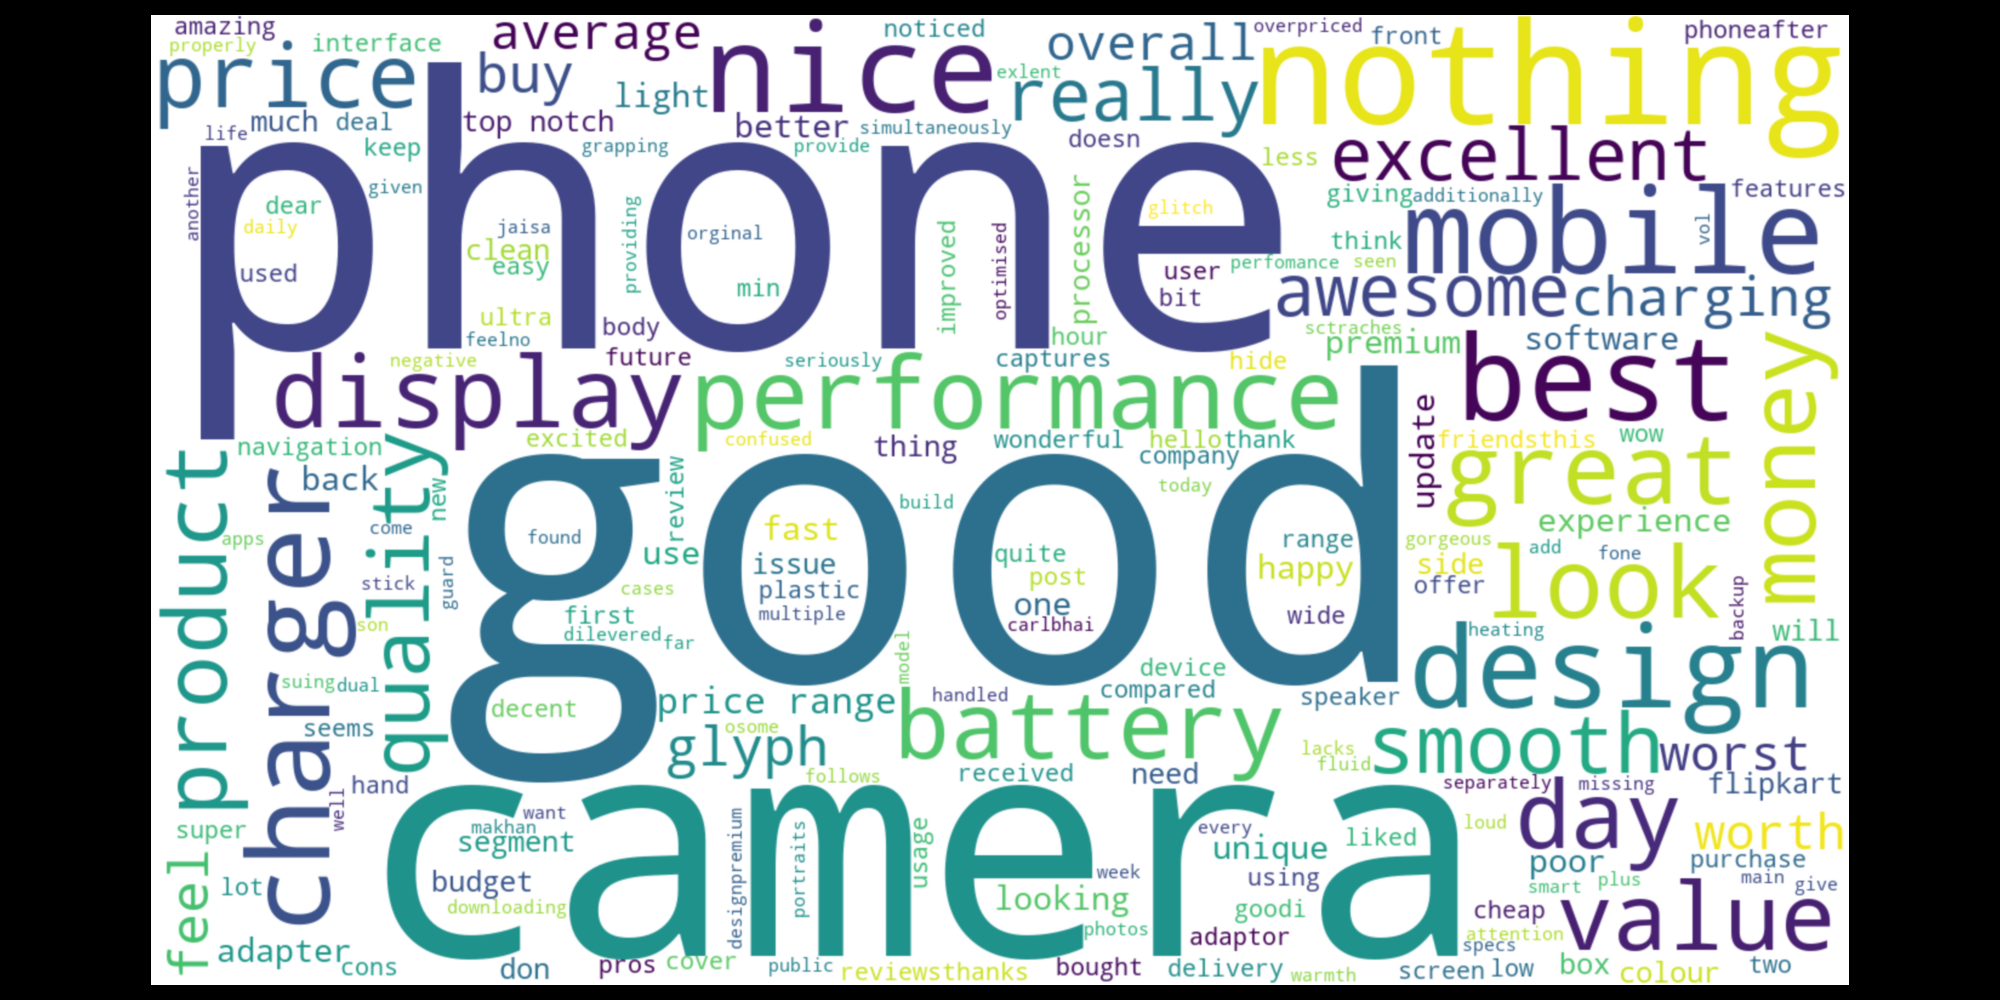 amazing
average
nice
noticed
overall
overpriced
front
nothing
phoneafter
properly
interface
price
buy
light
exlent
really
life
much
deal
top notch
better
simultaneously
doesn
excellent
keep
grapping
provide
less
another
phone
given
giving
additionally
mobile
features
dear
daily
jaisa
clean
easy
providing
orginal
improved
optimised
processor
glitch
think
vol
used
min
user
perfomance
seen
bit
awesome
charging
ultra
feelno
body
hour
sctraches
premium
software
negative
future
seriously
captures
hide
best
display
performance
money
navigation
excited
confused
thing
wonderful
hello
thank
company
update
friendsthis
wow
product
charger
back
quality
new
good
review
build
today
great
come
found
fast
quite
range
experience
apps
use
issue
post
happy
gorgeous
add
fone
side
stick
guard
cases
plastic
multiple
one
carlbhai
wide
offer
look
backup
son
first
dilevered
far
model
heating
will
suing
dual
decent
device
compared
speaker
design
seems
price range
handled
battery
osome
glyph
lacks
fluid
smooth
worst
hand
follows
received
need
separately
missing
flipkart
well
camera
want
makhan
segment
designpremium
portraits
usage
every
unique
liked
loud
day
worth
super
feel
lot
budget
downloading
week
looking
using
poor
purchase
smart
plus
main
give
photos
goodi
cheap
value
adapter
cons
don
pros
cover
public
reviewsthanks
bought
adaptor
delivery
warmth
attention
specs
screen
low
box
colour
two